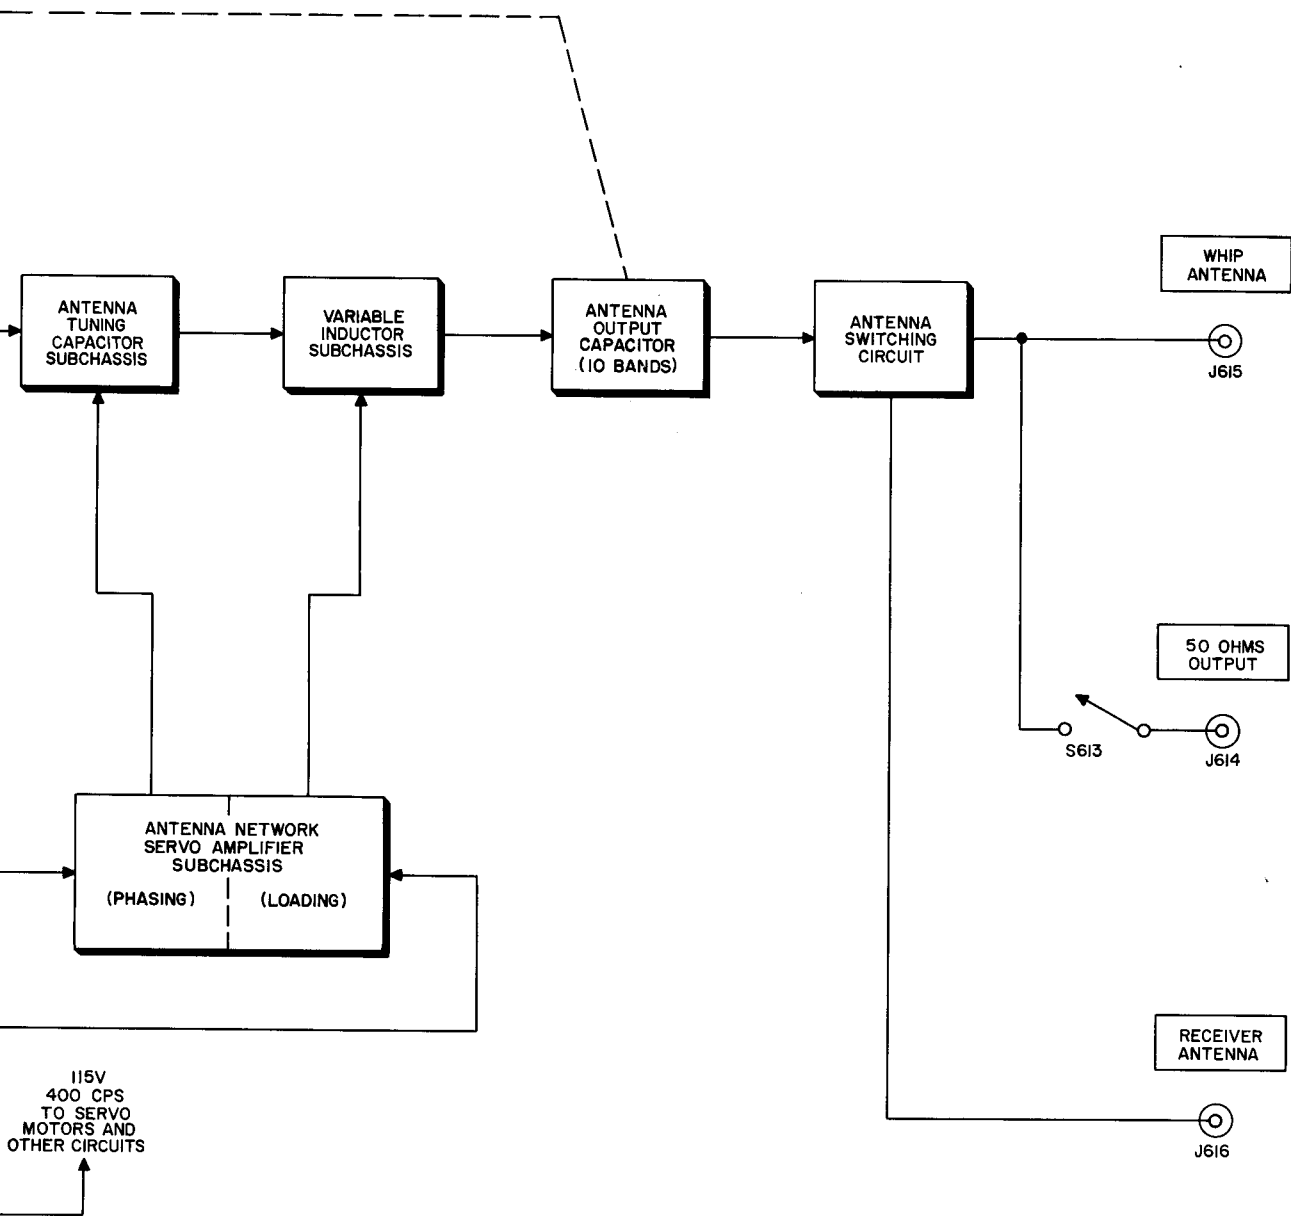 WHIP
ANTENNA
ANTENNA
TUNING
CAPACITOR
SUBCHASSIS
VARIABLE
INDUCTOR
SUBCHASSIS
ANTENNA
OUTPUT
CAPACITOR
(10 BANDS)
ANTENNA
SWITCHING
CIRCUIT
J615
50 OHMS
OUTPUT
S613
J614
ANTENNA NETWORK
SERVO AMPLIFIER
SUBCHASSIS
(PHASING)
(LOADING)
RECEIVER
ANTENNA
J616
115V
400 CPS
TO SERVO
MOTORS AND
OTHER CIRCUITS